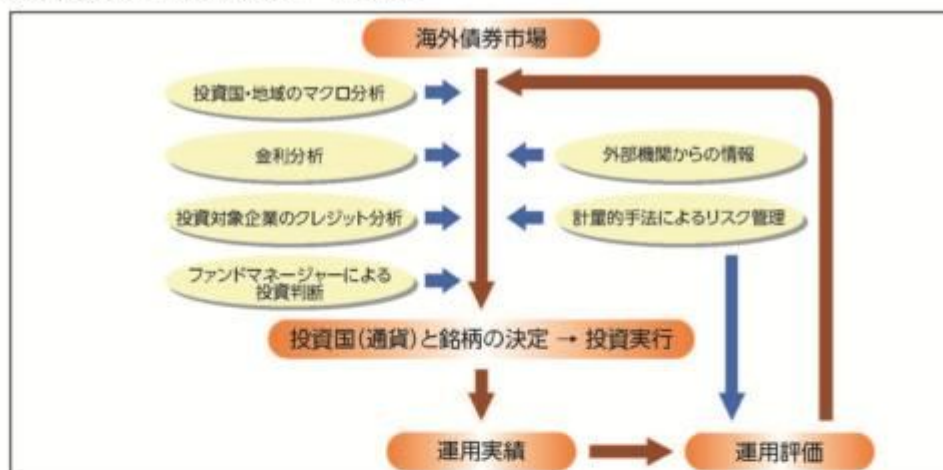 海外債券市場
投資国・地域のマクロ分析
金利分析
外部機関からの情報
投資対象企業のクレジット分析
計量的手法によるリスク管理
ファンドマネージャーによる
投資判断
投資国(通貨)と銘柄の決定 → 投資実行
運用実績
運用評価